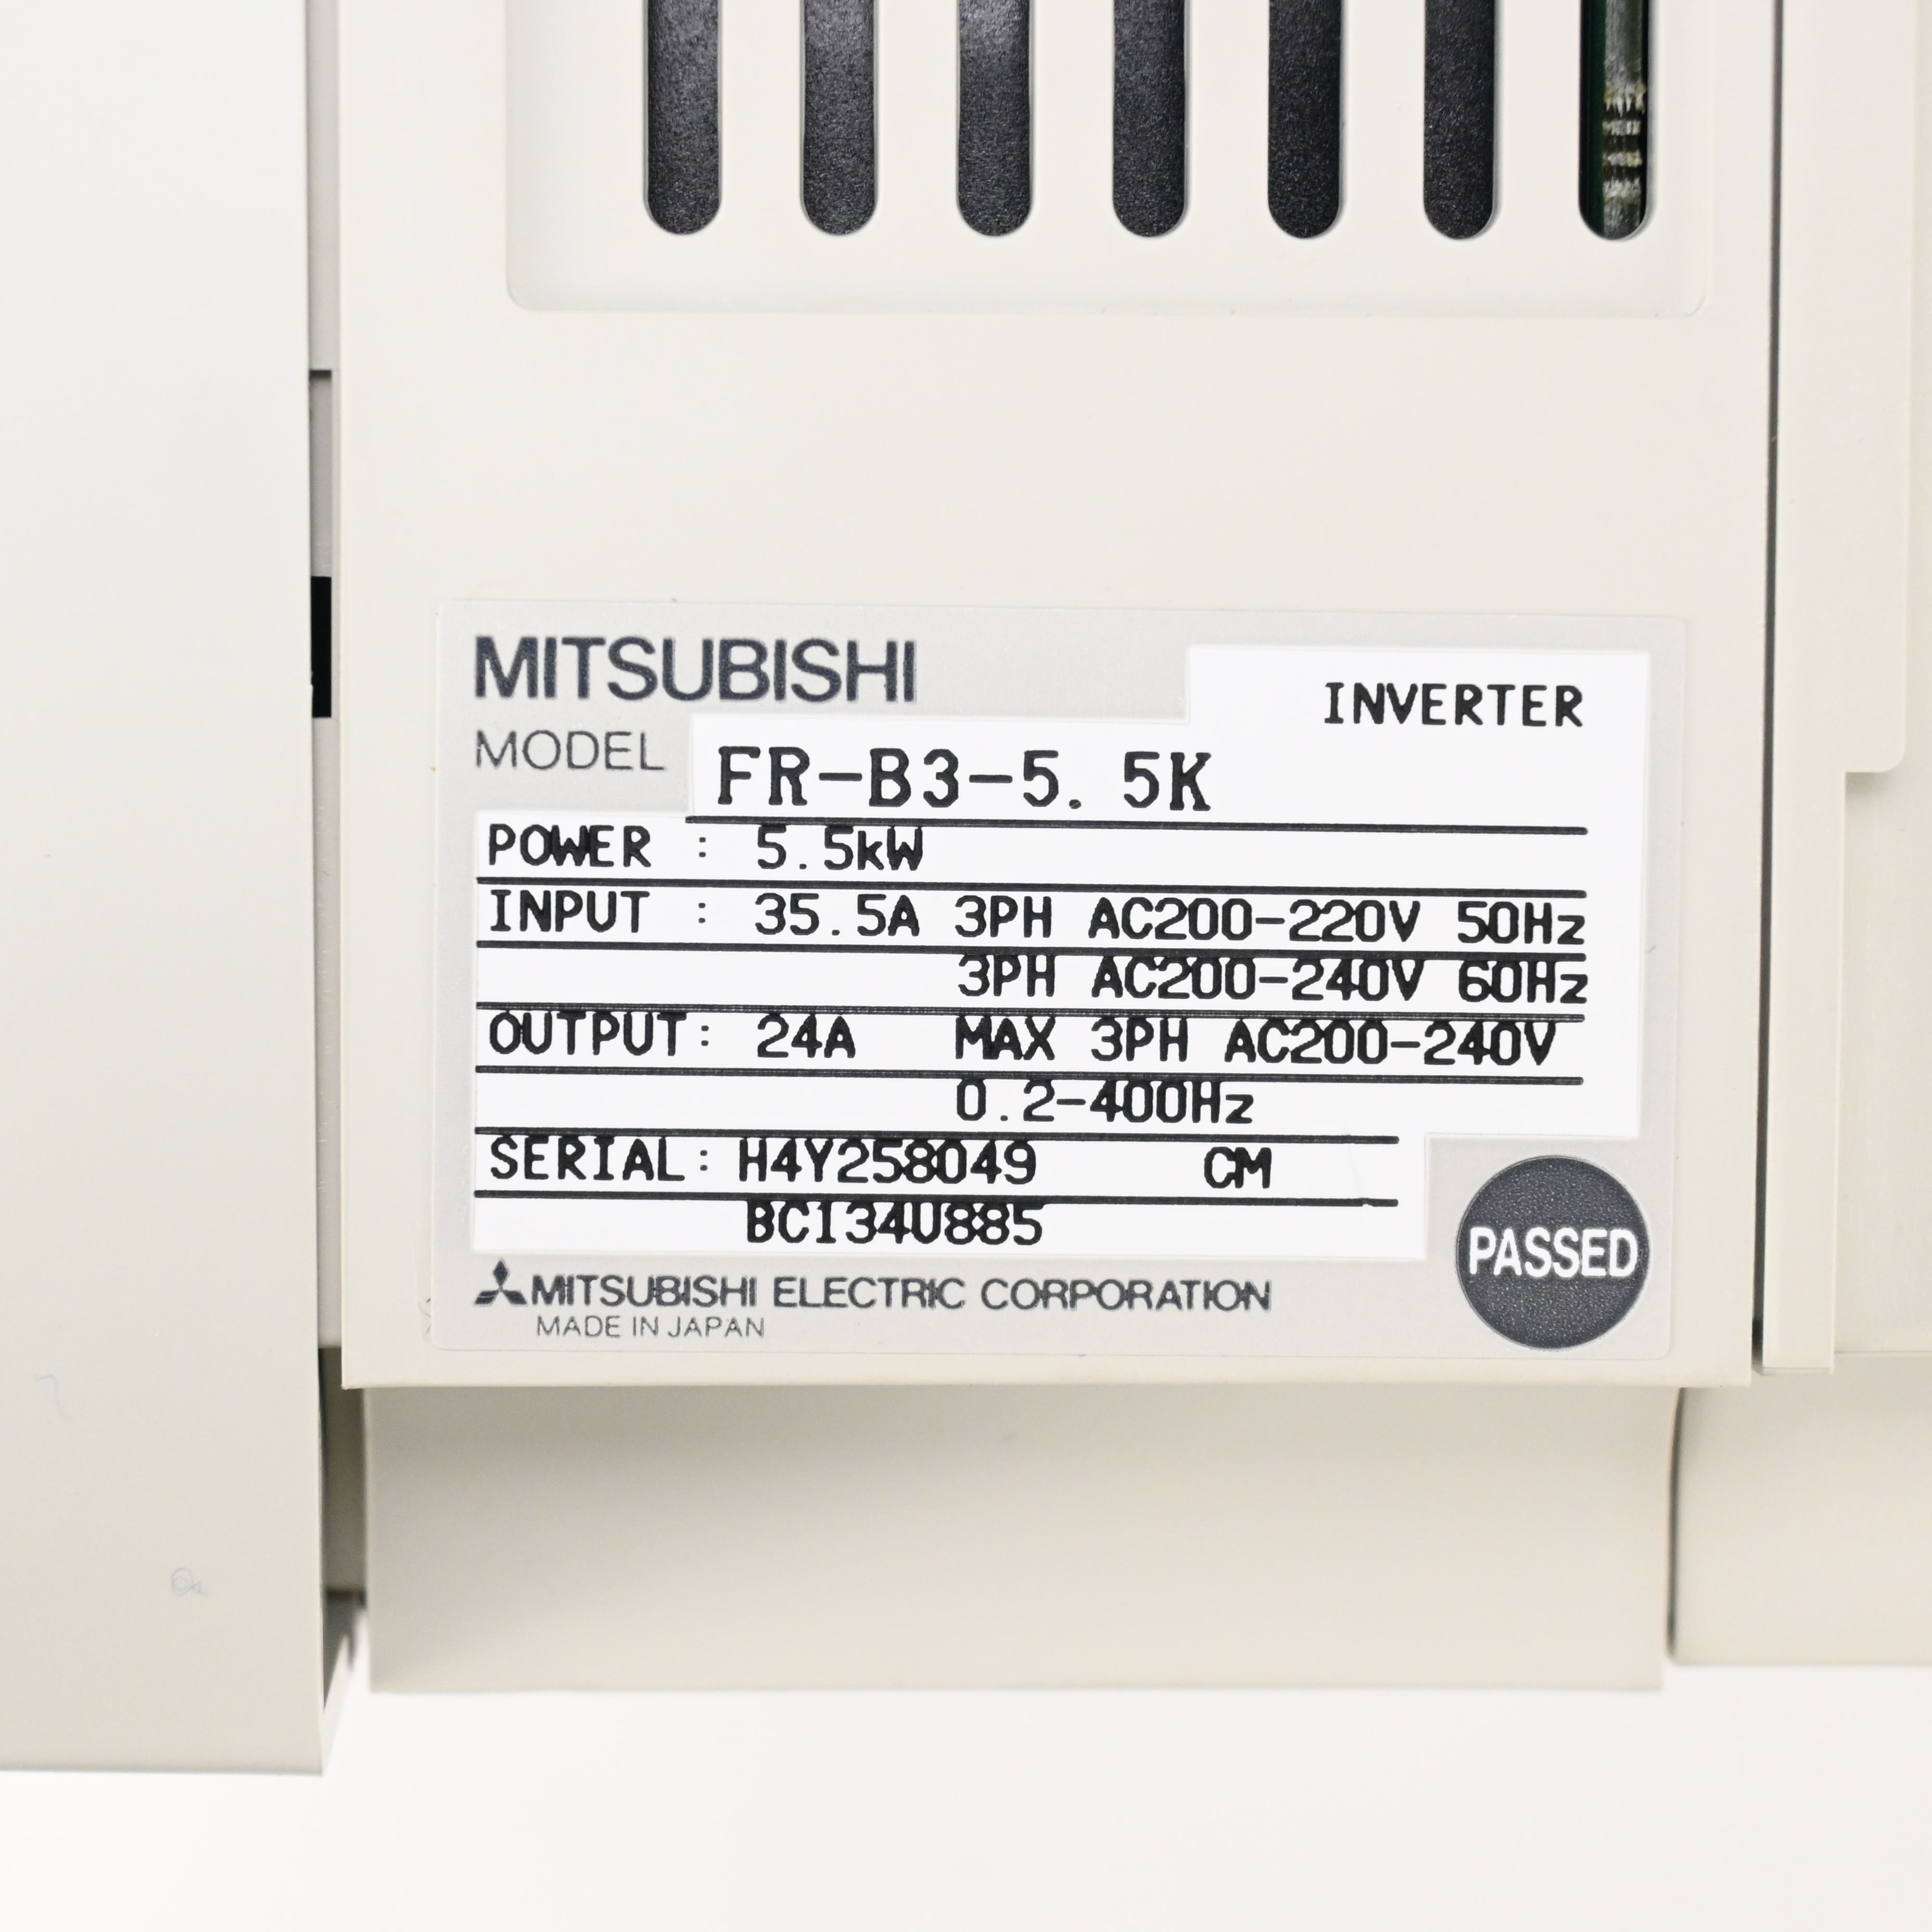 MITSUBISHI
INVERTER
MODEL FR-B3-5.5K
POWER : 5.5kW
INPUT : 35.5A 3PH AC200-220V 50Hz
3PH AC200-240V 60Hz
OUTPUT: 24A MAX 3PH AC200-240V
0.2-400Hz
SERIAL: H4Y258049 CM
BC134U885
PASSED
MITSUBISHI ELECTRIC CORPORATION
MADE IN JAPAN